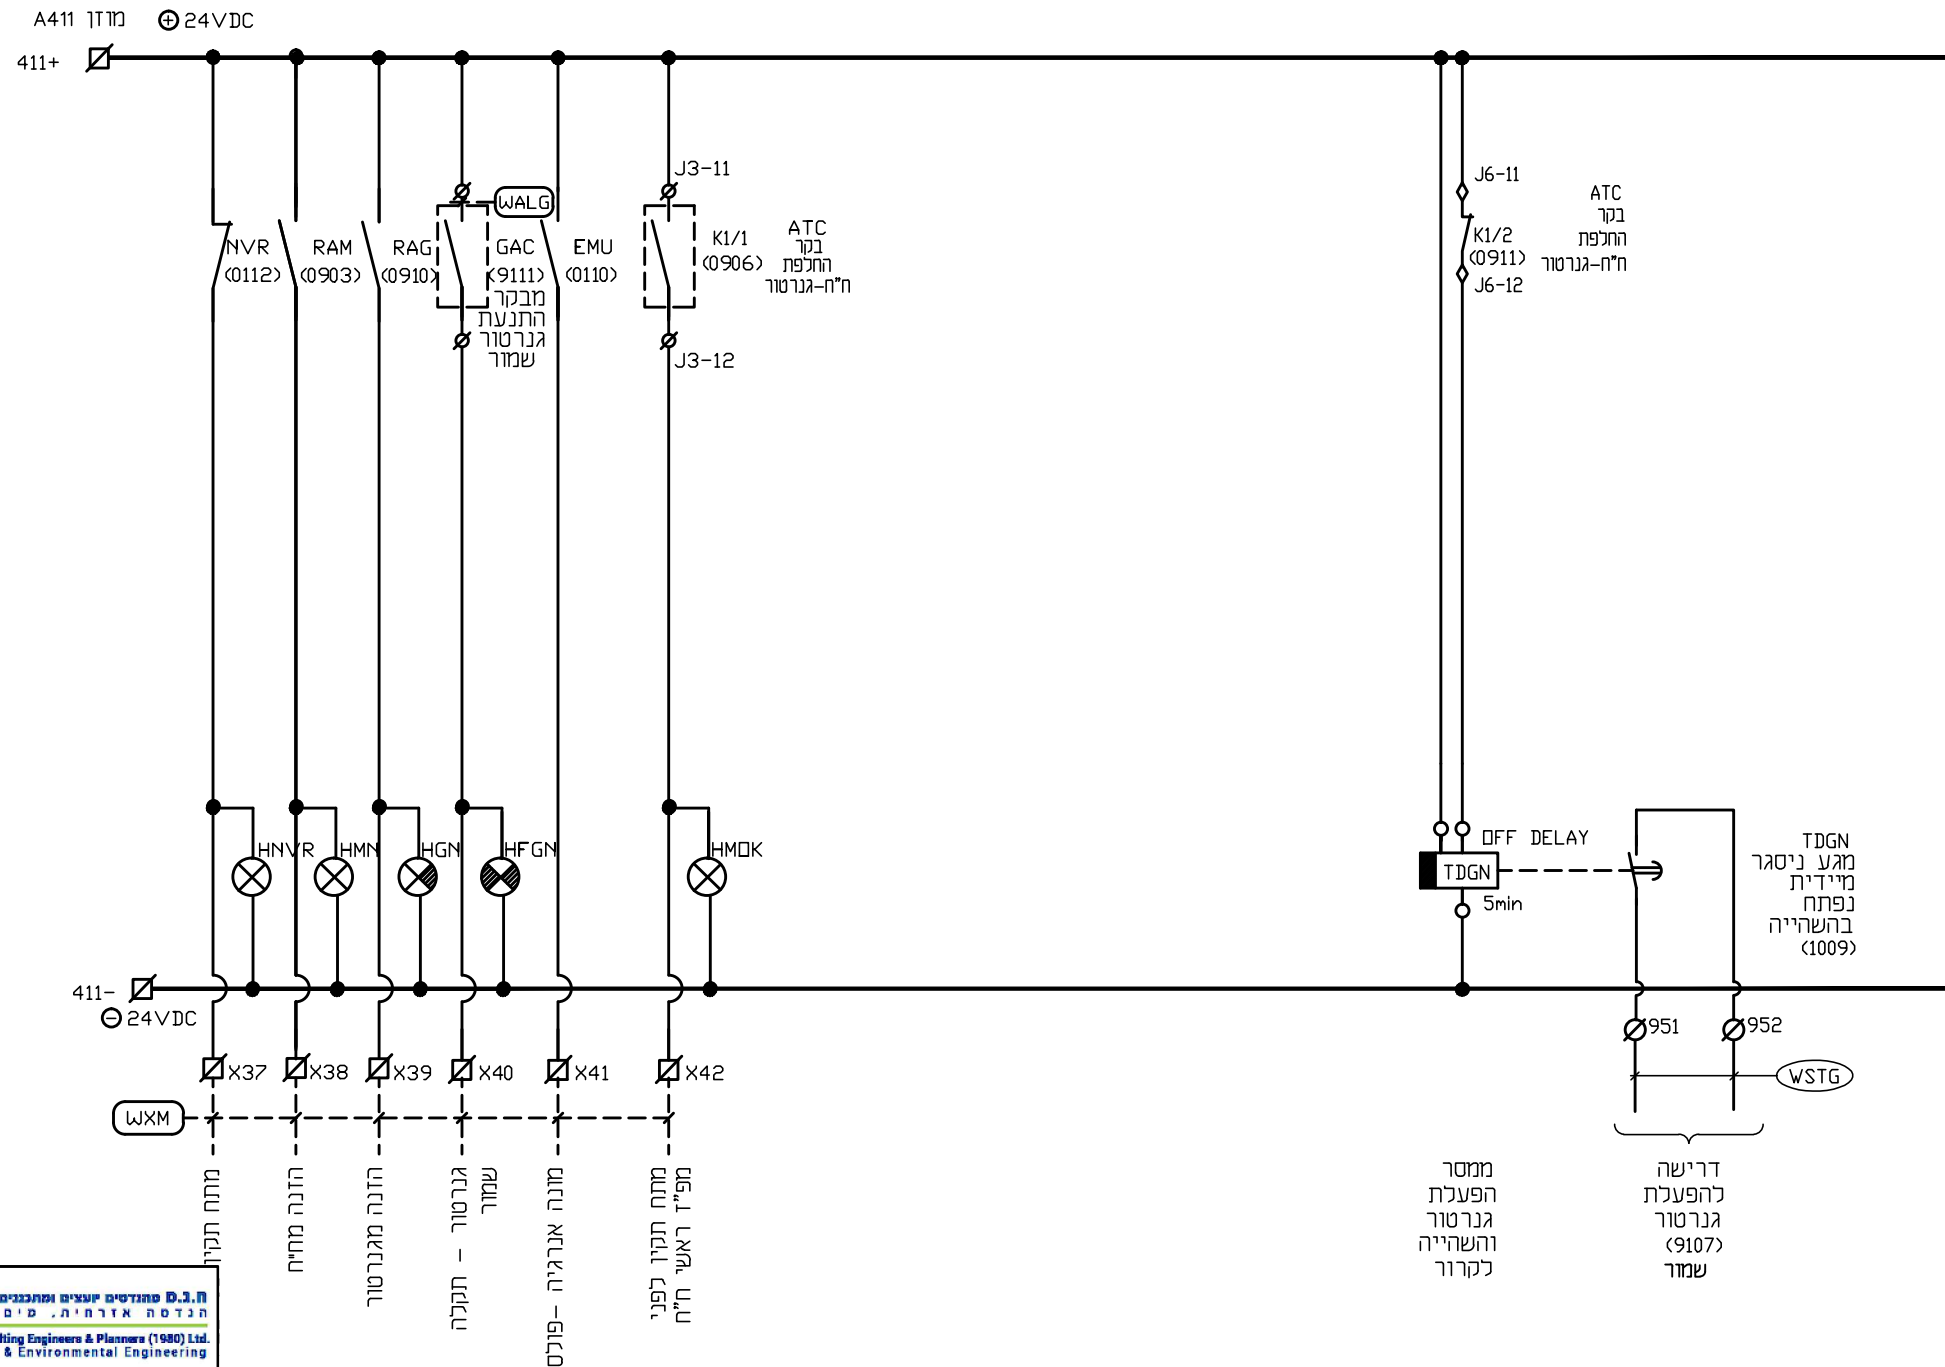 מוזן A411 ⊕ 24VDC
411+
J3-11
J6-11
WALG
ATC
בקר
החלפת
ח"ח-גנרטור
K1/2
(0911)
J6-12
NVR
(0112)
RAM
(0903)
RAG
(0910)
GAC
(9111)
מבקר
התנעת
גנרטור
שמור
EMU
(0110)
K1/1
(0906)
ATC
בקר
החלפת
ח"ח-גנרטור
J3-12
HNVR
HMN
HGN
HFGN
HMOK
OFF DELAY
TDGN
5min
TDGN
מגע ניסגר
מיידית
נפתח
בהשהייה
(1009)
411-
⊖ 24VDC
951
952
X37
X38
X39
X40
X41
X42
WSTG
WXM
מתח תקין
הזנה מח"ח
הזנה מגנרטור
גנרטור - תקלה
שמור
מונה אנרגיה -פולס
מתח תקין לפני
מפ"ד ראשי ח"ח
ממסר
הפעלת
גנרטור
והשהייה
לקרור
דרישה
להפעלת
גנרטור
(9107)
שמור
ח.ג.ם מהנדסים יועצים ומתכננים
הנדסה אזרחית, מים
lting Engineers & Planners (1980) Ltd.
& Environmental Engineering